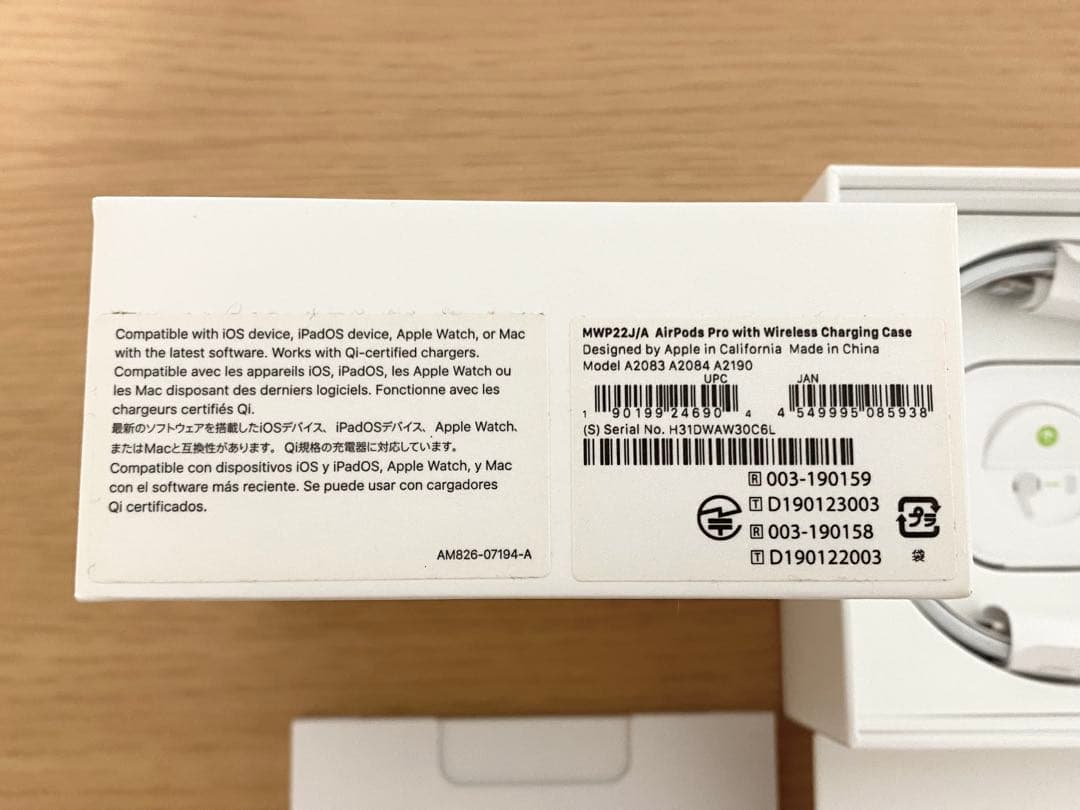 Compatible with iOS device, iPadOS device, Apple Watch, or Mac
with the latest software. Works with Qi-certified chargers.
Compatible avec les appareils iOS, iPadOS, les Apple Watch ou
les Mac disposant des derniers logiciels. Fonctionne avec les
chargeurs certifiés Qi.
最新のソフトウェアを搭載したiOSデバイス、iPadOSデバイス、Apple Watch、
またはMacと互換性があります。Qi規格の充電器に対応しています。
Compatible con dispositivos iOS y iPadOS, Apple Watch, y Mac
con el software más reciente. Se puede usar con cargadores
Qi certificados.
AM826-07194-A
MWP22J/A AirPods Pro with Wireless Charging Case
Designed by Apple in California Made in China
Model A2083 A2084 A2190
UPC JAN
1 90199 24690 4 4 549995 085938
(S) Serial No. H31DWAW30C6L
R 003-190159
T D190123003
R 003-190158
T D190122003
プラ
袋